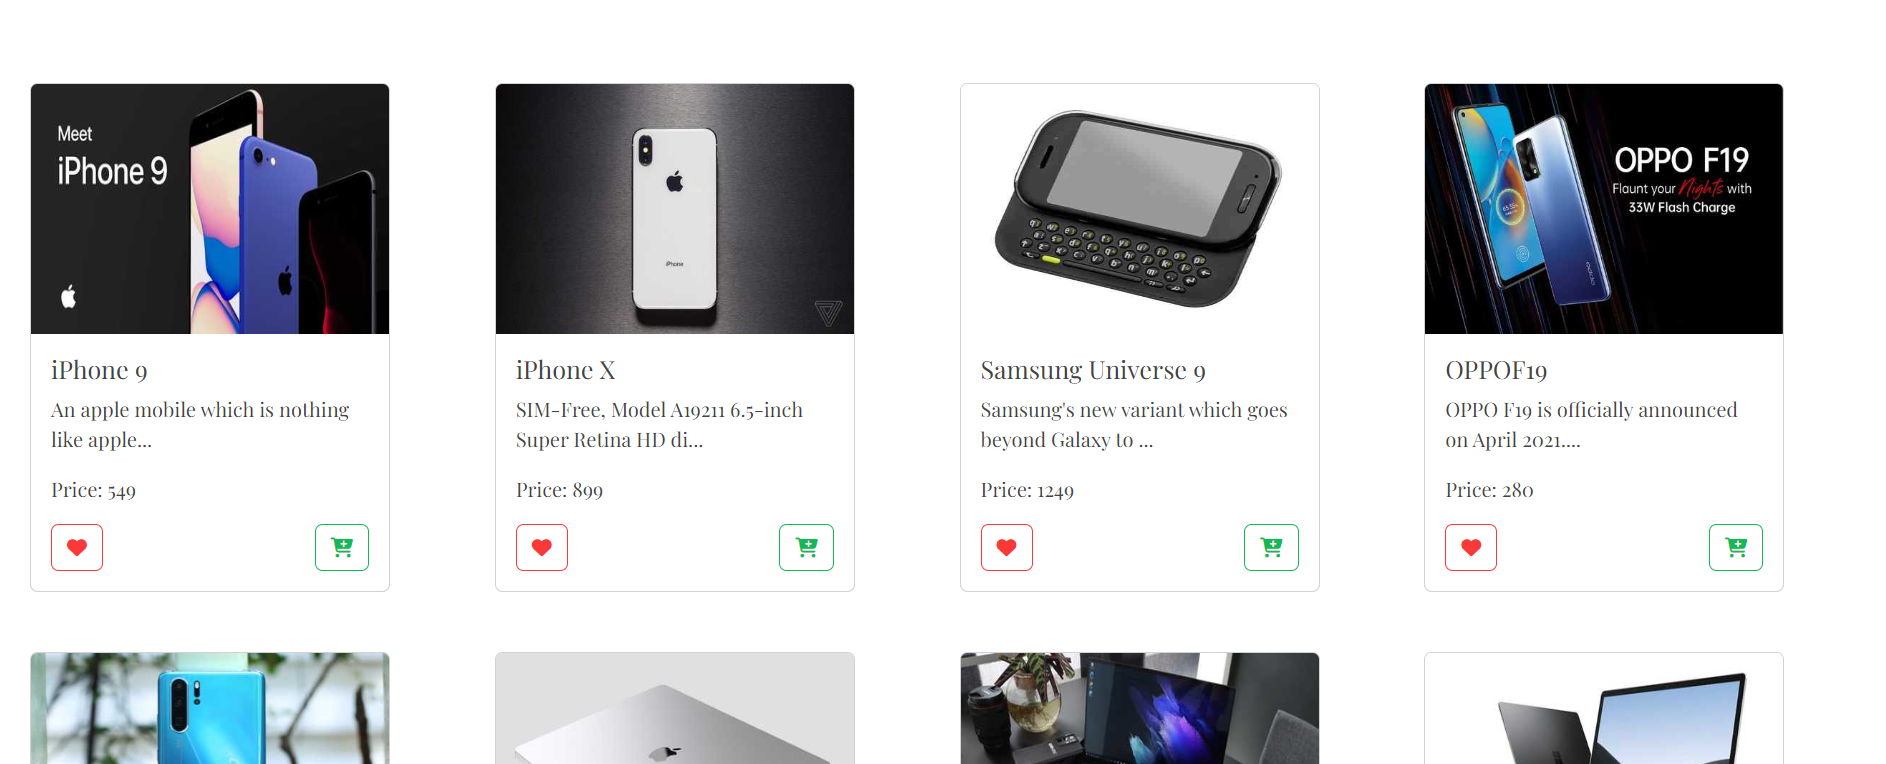 Meet
iPhone 9
iPhone
OPPO F19
Flaunt your Nights with
33W Flash Charge
iPhone 9
An apple mobile which is nothing
like apple...
Price: 549
iPhone X
SIM-Free, Model A19211 6.5-inch
Super Retina HD di...
Price: 899
Samsung Universe 9
Samsung's new variant which goes
beyond Galaxy to ...
Price: 1249
OPPOF19
OPPO F19 is officially announced
on April 2021....
Price: 280